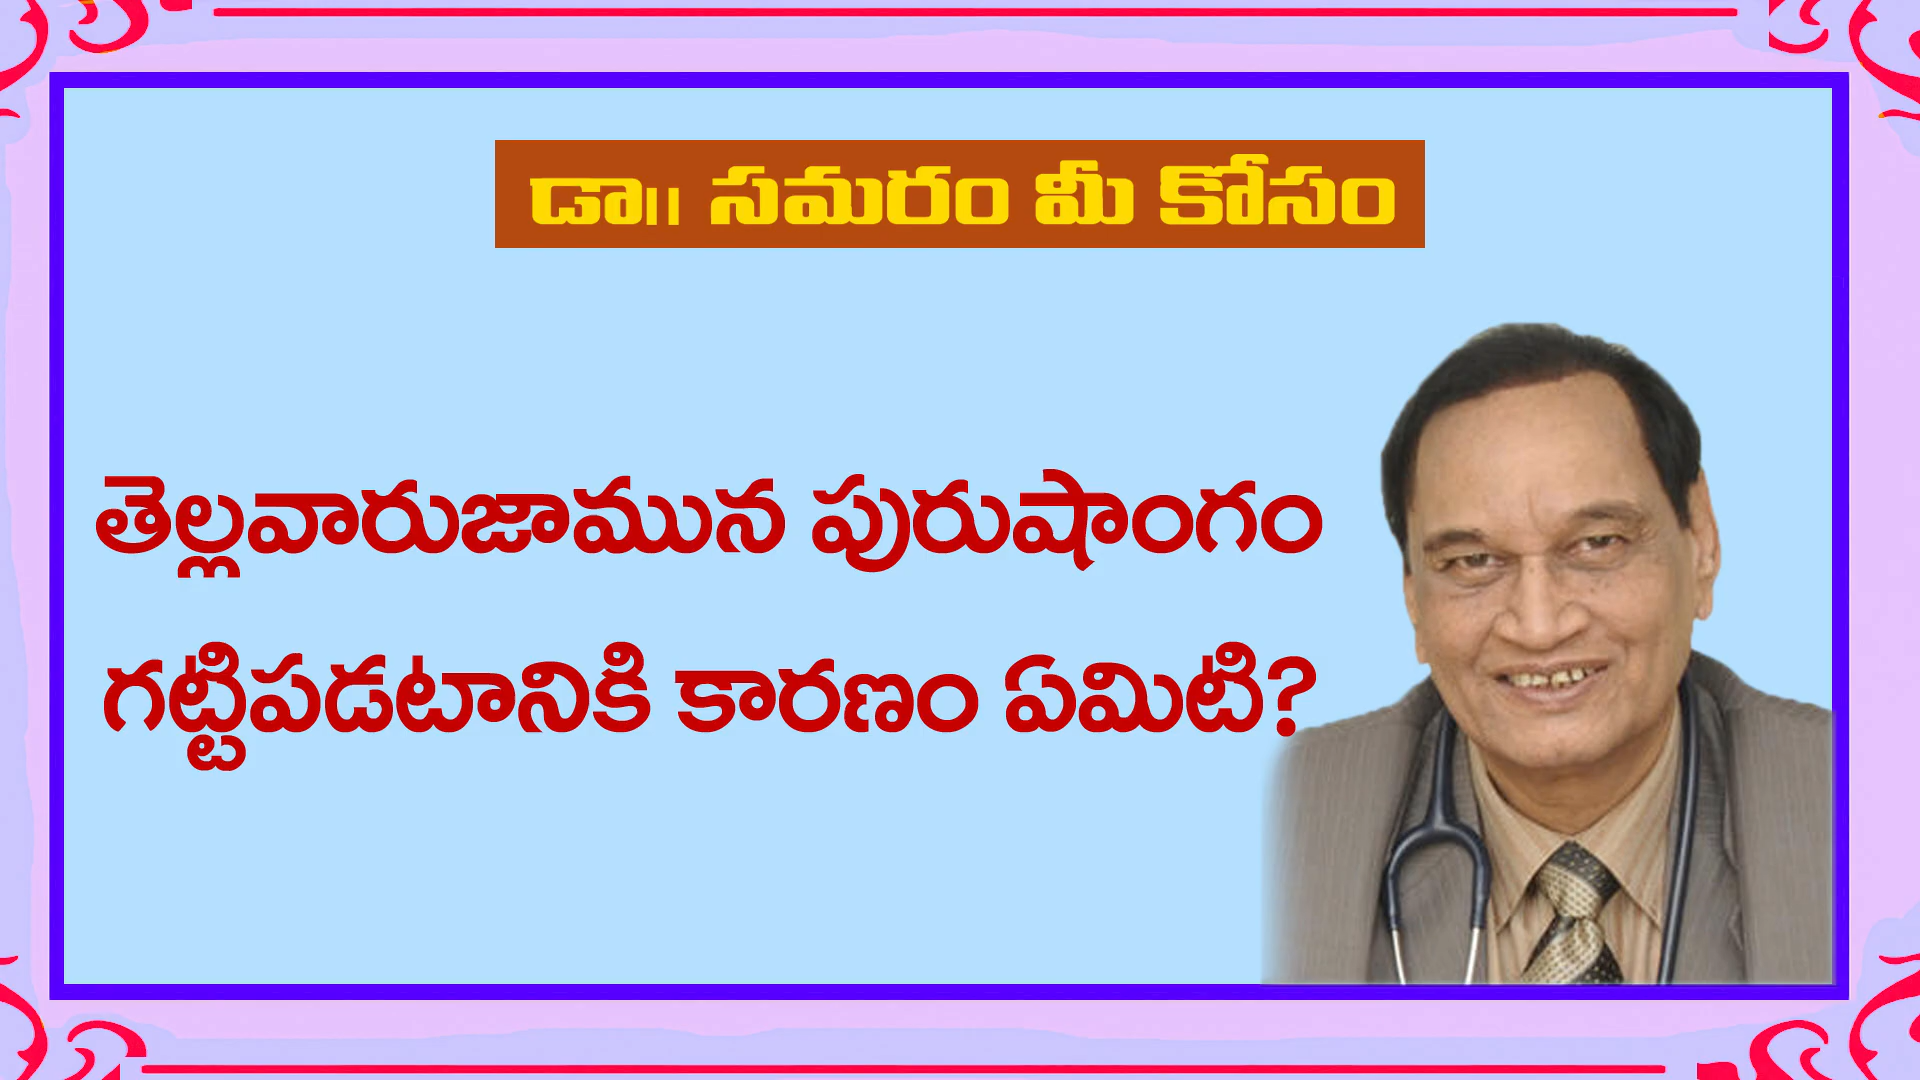 డా॥ సమరం మీ కోసం
తెల్లవారుజామున పురుషాంగం
గట్టిపడటానికి కారణం ఏమిటి?